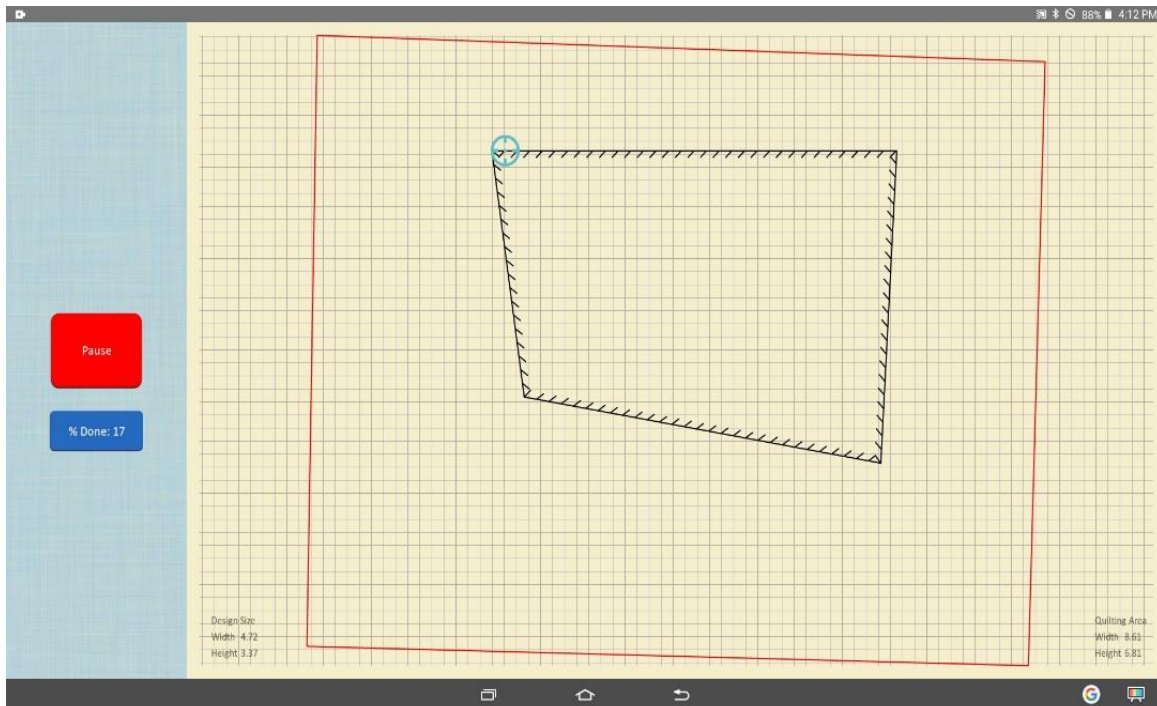 88% 4:12 PM
Pause
% Done: 17
Design Size
Width 4.72
Height 3.37
Quilting Area
Width 8.61
Height 6.81
G